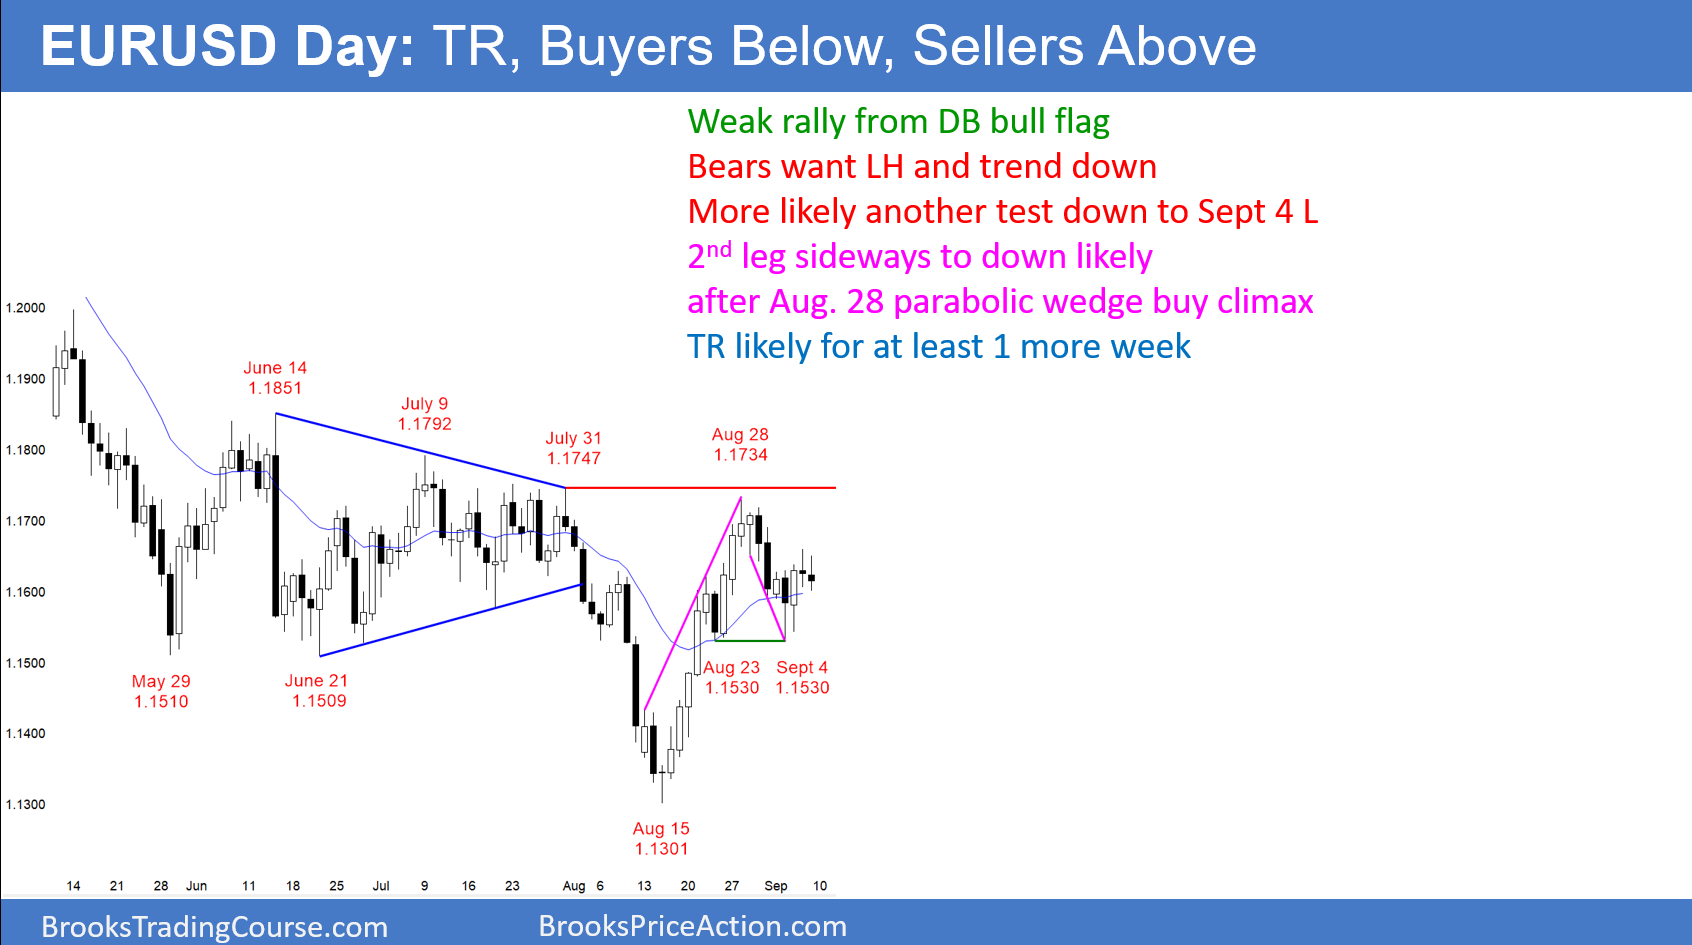 EURUSD Day: TR, Buyers Below, Sellers Above
Weak rally from DB bull flag
Bears want LH and trend down
More likely another test down to Sept 4 L
2nd leg sideways to down likely
after Aug. 28 parabolic wedge buy climax
TR likely for at least 1 more week
1.2000
1.1900
1.1800
1.1700
1.1600
1.1500
1.1400
1.1300
June 14
1.1851
July 9
1.1792
July 31
1.1747
Aug 28
1.1734
May 29
1.1510
June 21
1.1509
Aug 23
1.1530
Sept 4
1.1530
Aug 15
1.1301
14 21 28 Jun 11 18 25 Jul 9 16 23 Aug 6 13 20 27 Sep 10
BrooksTradingCourse.com
BrooksPriceAction.com